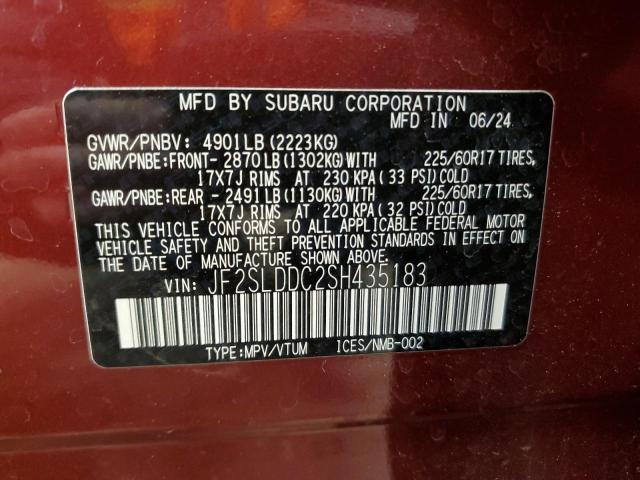 MFD BY SUBARU CORPORATION
MFD IN 06/24
GVWR/PNBV: 4901LB (2223KG)
GAWR/PNBE:FRONT- 2870LB (1302KG)WITH 225/60R17 TIRES,
17X7J RIMS AT 230 KPA (33 PSI) COLD
GAWR/PNBE:REAR - 2491LB (1130KG)WITH 225/60R17 TIRES,
17X7J RIMS AT 220 KPA (32 PSI) COLD
THIS VEHICLE CONFORMS TO ALL APPLICABLE FEDERAL MOTOR
VEHICLE SAFETY AND THEFT PREVENTION STANDARDS IN EFFECT ON
THE DATE OF MANUFACTURE SHOWN ABOVE.
VIN: JF2SLDDC2SH435183
TYPE:MPV/VTUM ICES/NMB-002